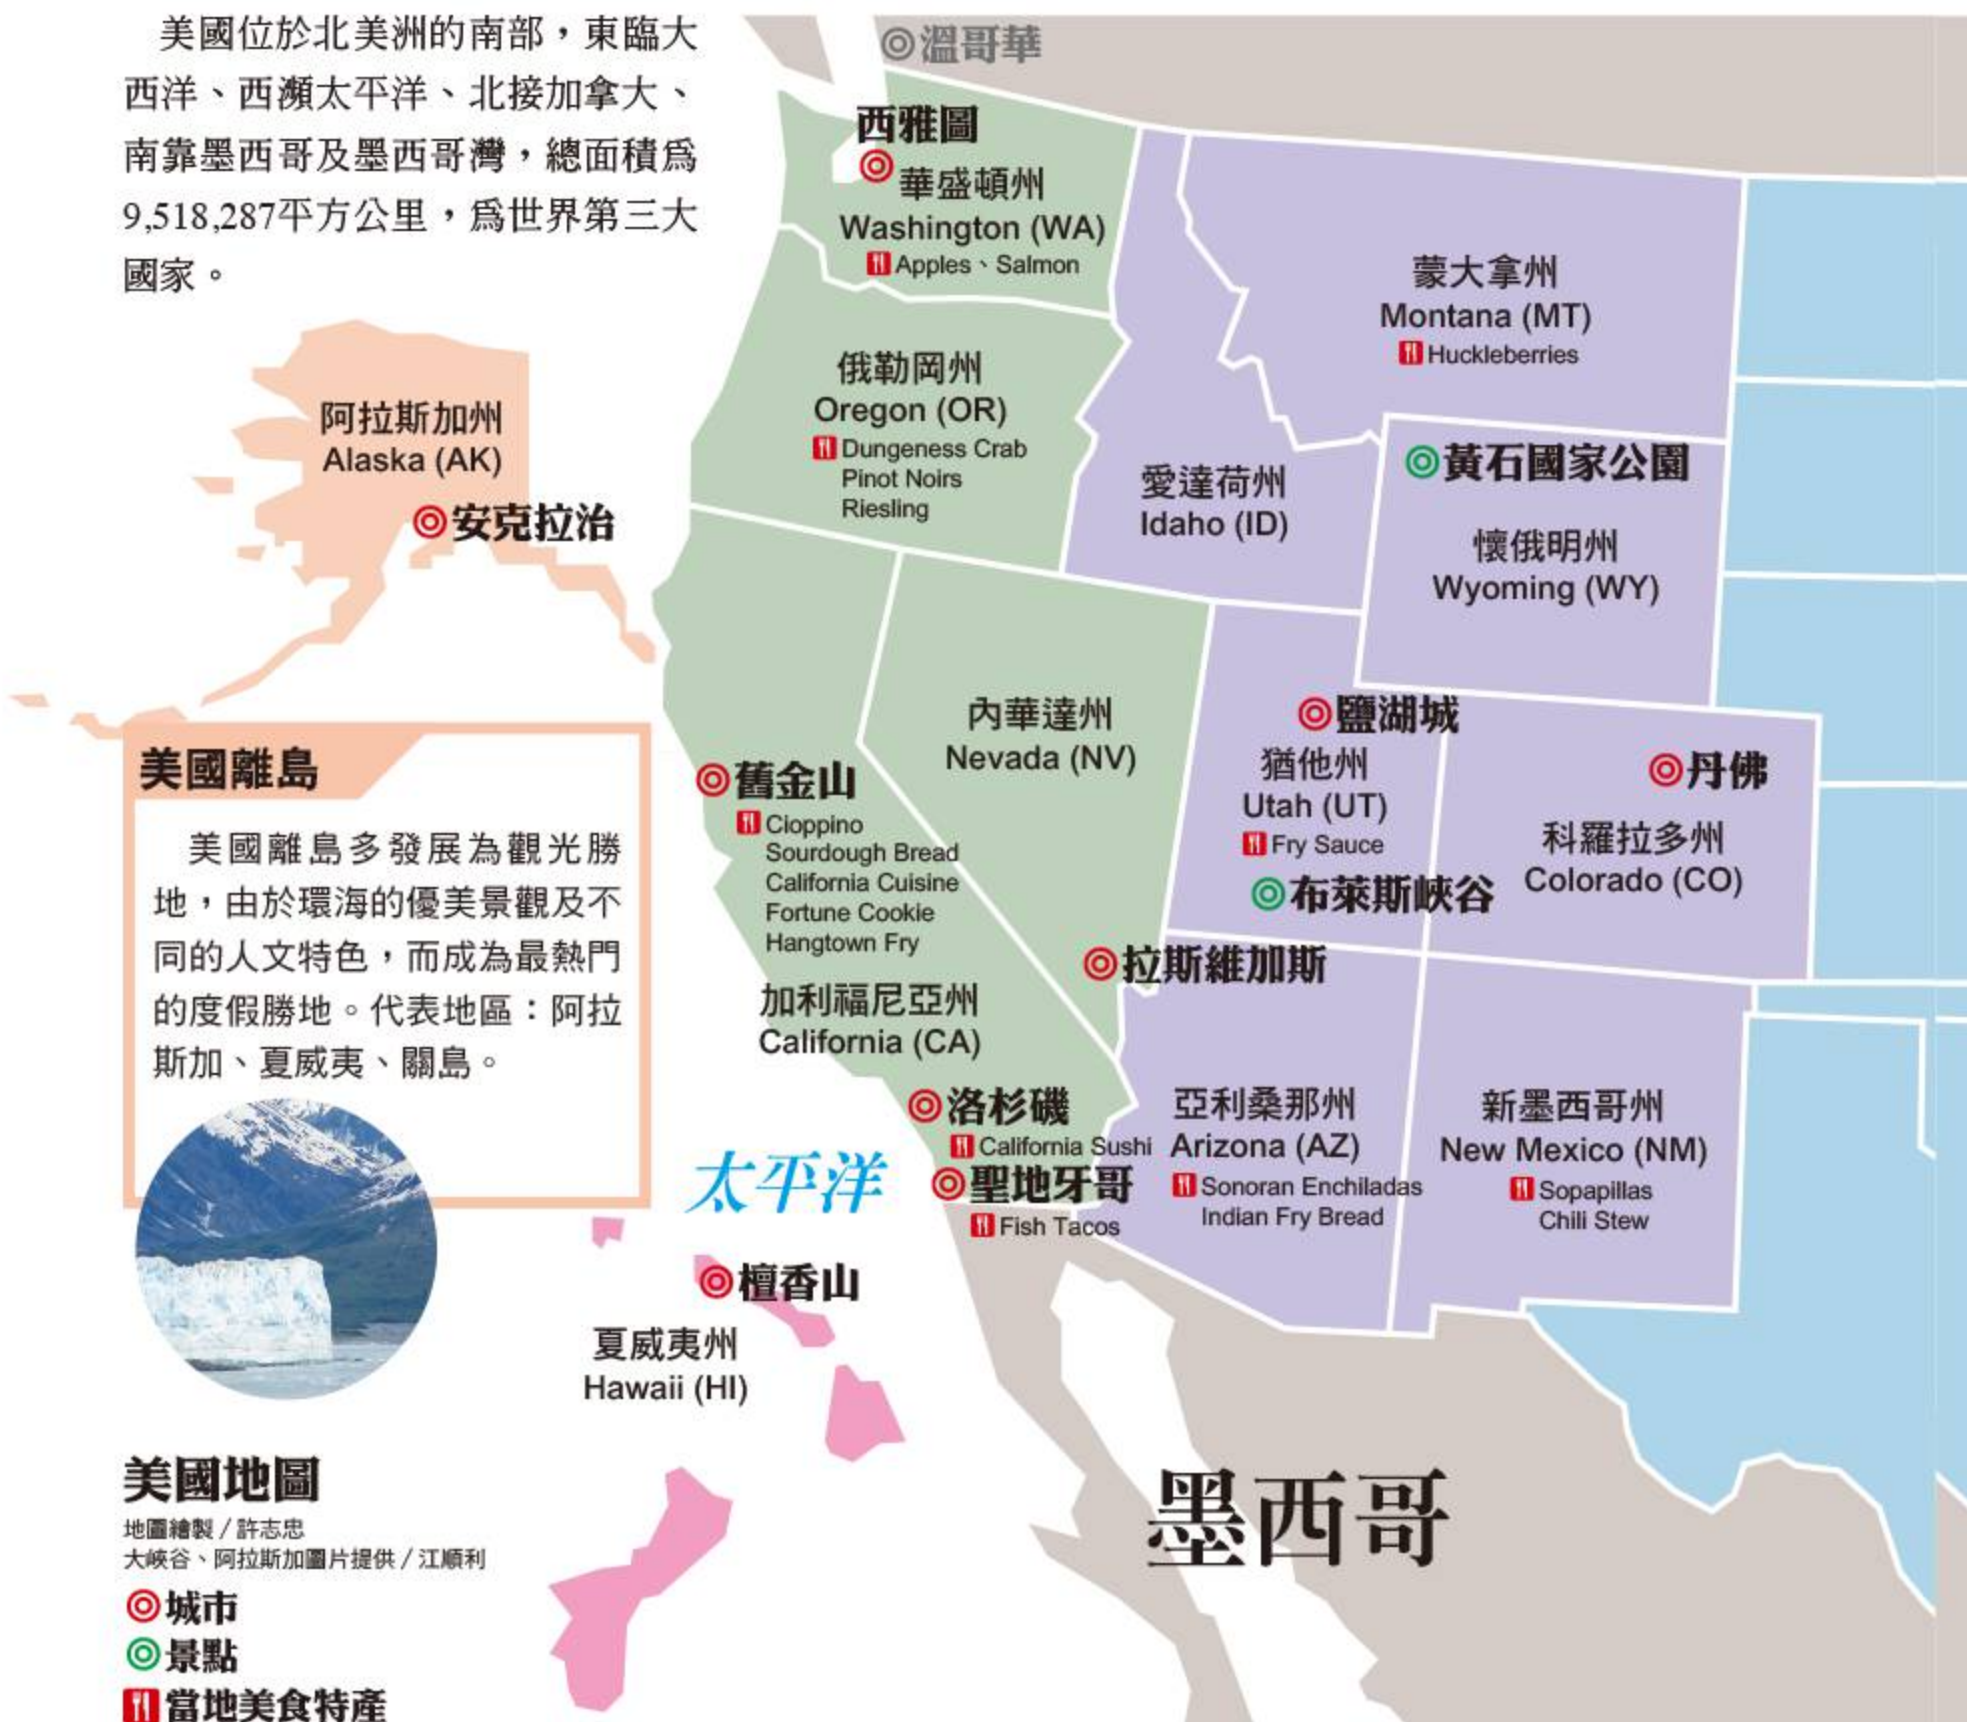 美國位於北美洲的南部，東臨大
西洋、西瀕太平洋、北接加拿大、
南靠墨西哥及墨西哥灣，總面積爲
9,518,287平方公里，爲世界第三大
國家。
溫哥華
西雅圖
華盛頓州
Washington (WA)
Apples、Salmon
蒙大拿州
Montana (MT)
Huckleberries
俄勒岡州
Oregon (OR)
Dungeness Crab
Pinot Noirs
Riesling
阿拉斯加州
Alaska (AK)
安克拉治
愛達荷州
Idaho (ID)
黃石國家公園
懷俄明州
Wyoming (WY)
美國離島
美國離島多發展為觀光勝
地，由於環海的優美景觀及不
同的人文特色，而成為最熱門
的度假勝地。代表地區：阿拉
斯加、夏威夷、關島。
內華達州
Nevada (NV)
鹽湖城
猶他州
Utah (UT)
Fry Sauce
布萊斯峽谷
丹佛
科羅拉多州
Colorado (CO)
舊金山
Cioppino
Sourdough Bread
California Cuisine
Fortune Cookie
Hangtown Fry
拉斯維加斯
加利福尼亞州
California (CA)
洛杉磯
California Sushi
聖地牙哥
Fish Tacos
亞利桑那州
Arizona (AZ)
Sonoran Enchiladas
Indian Fry Bread
新墨西哥州
New Mexico (NM)
Sopapillas
Chili Stew
太平洋
檀香山
夏威夷州
Hawaii (HI)
墨西哥
美國地圖
地圖繪製／許志忠
大峽谷、阿拉斯加圖片提供／江順利
城市
景點
當地美食特產